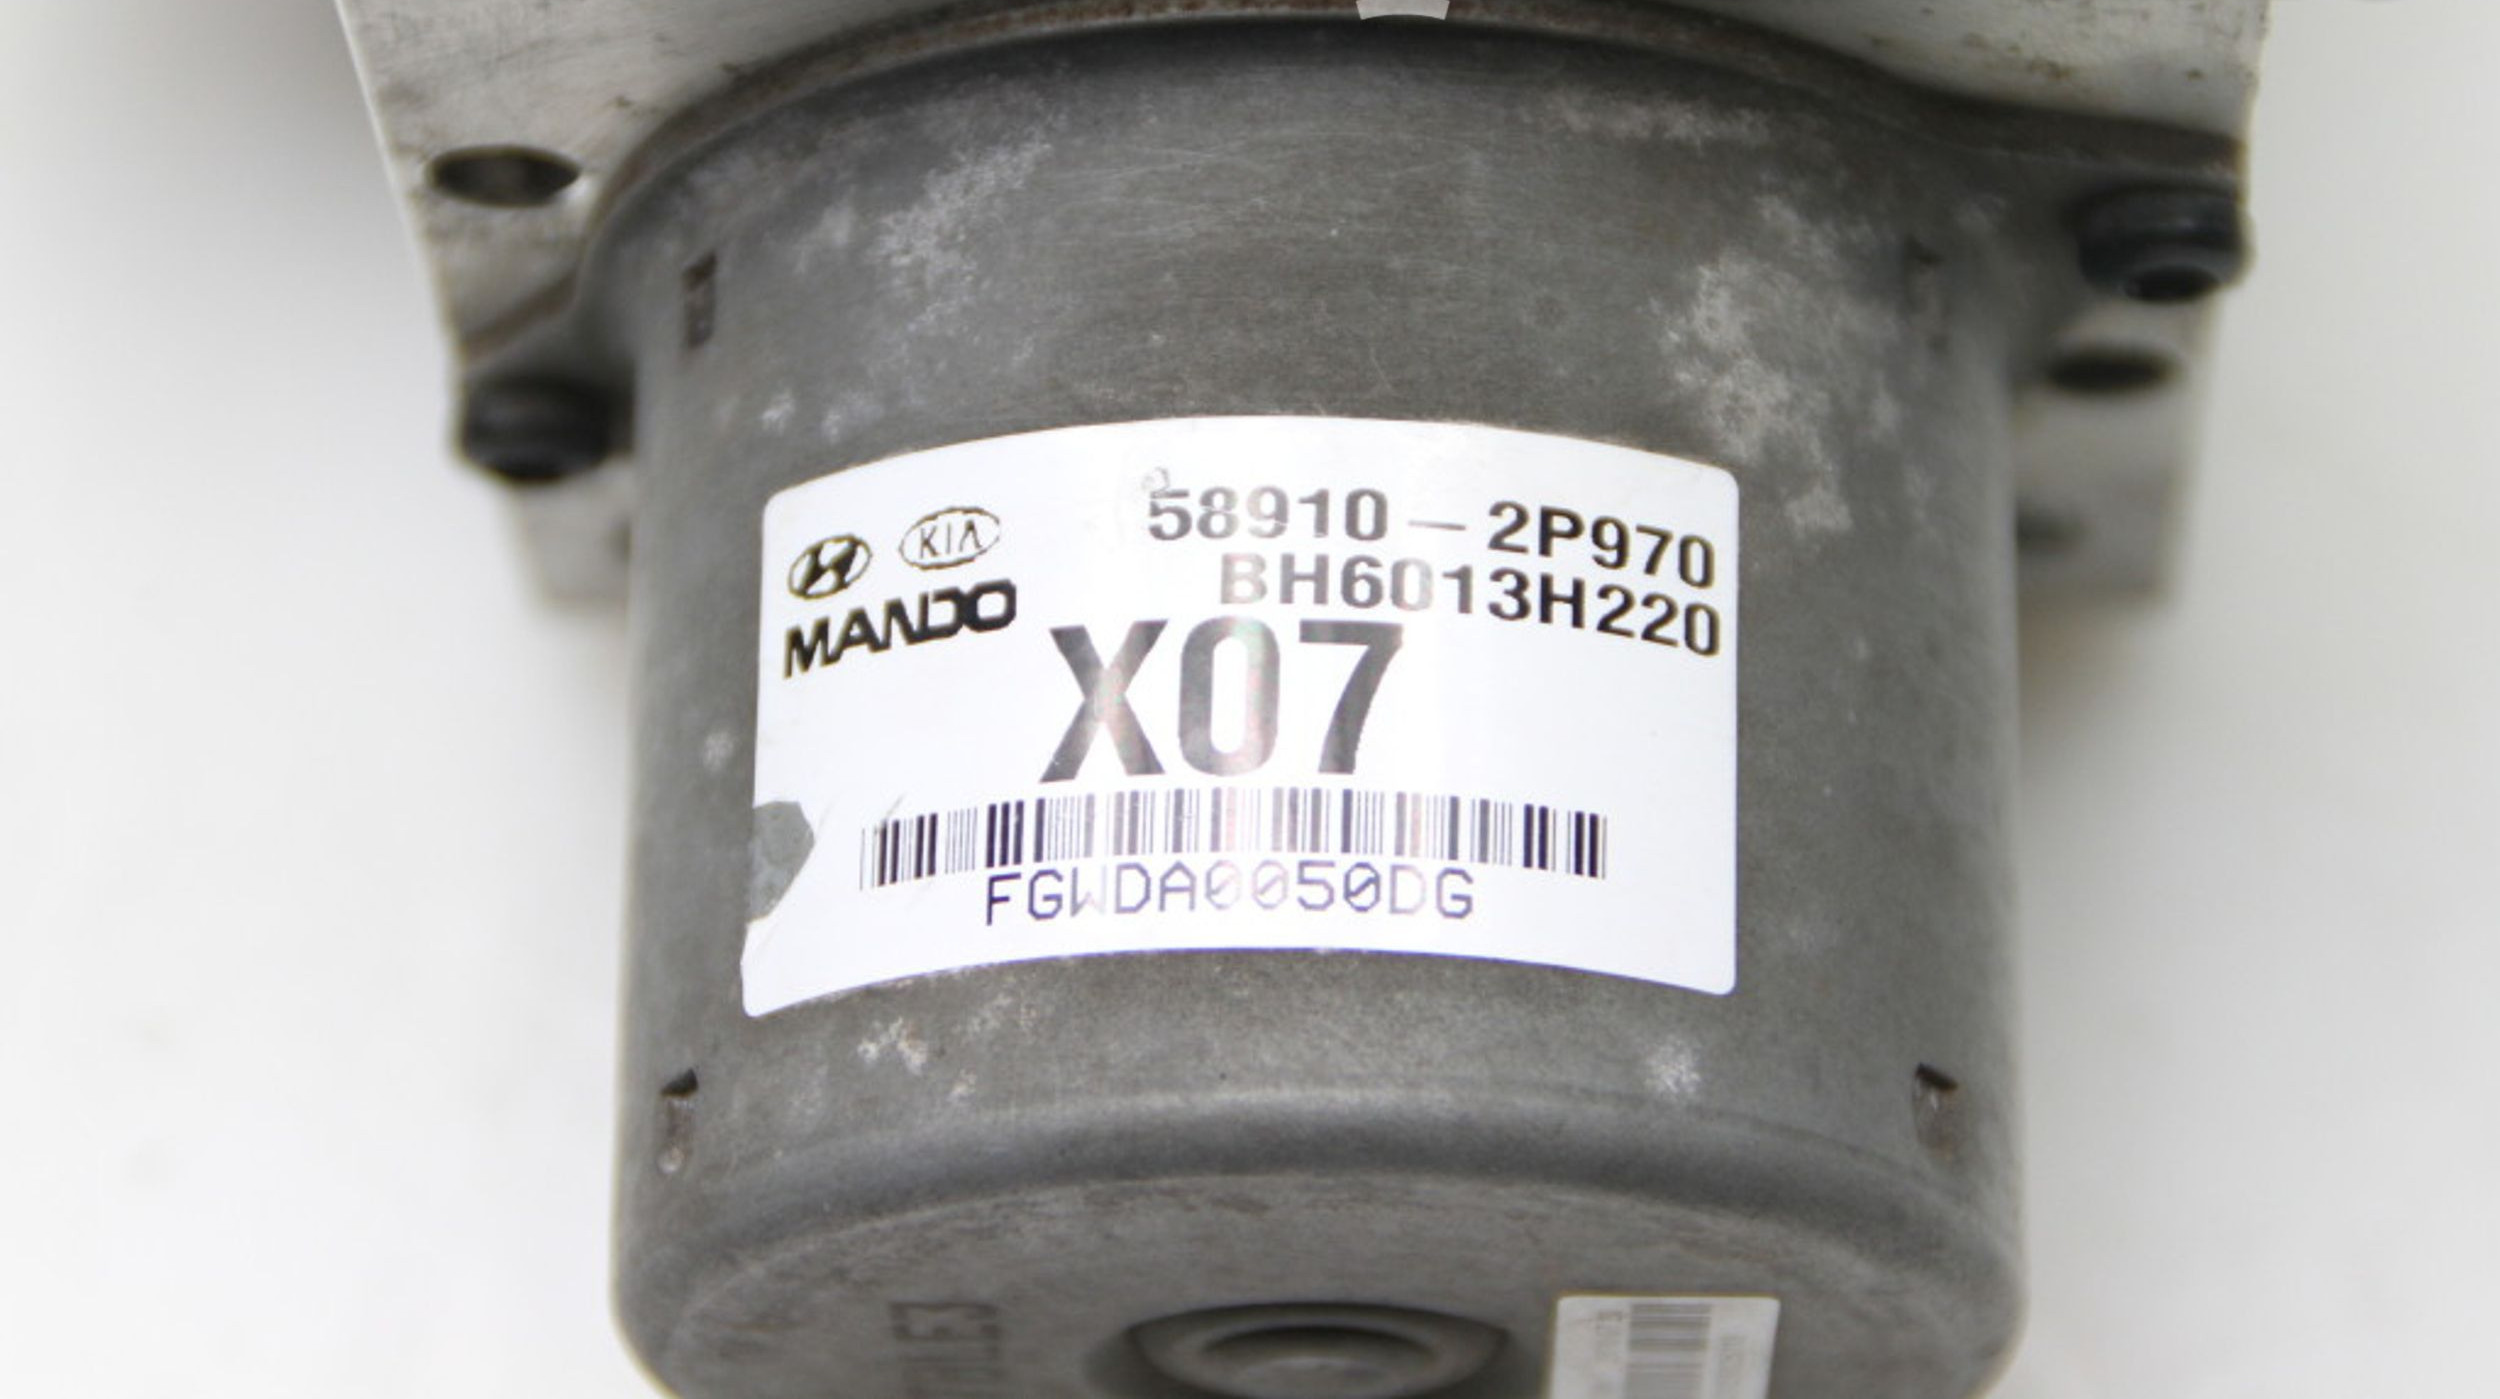 58910-2P970
KIA
BH6013H220
MANDO
X07
FGWDA0050DG